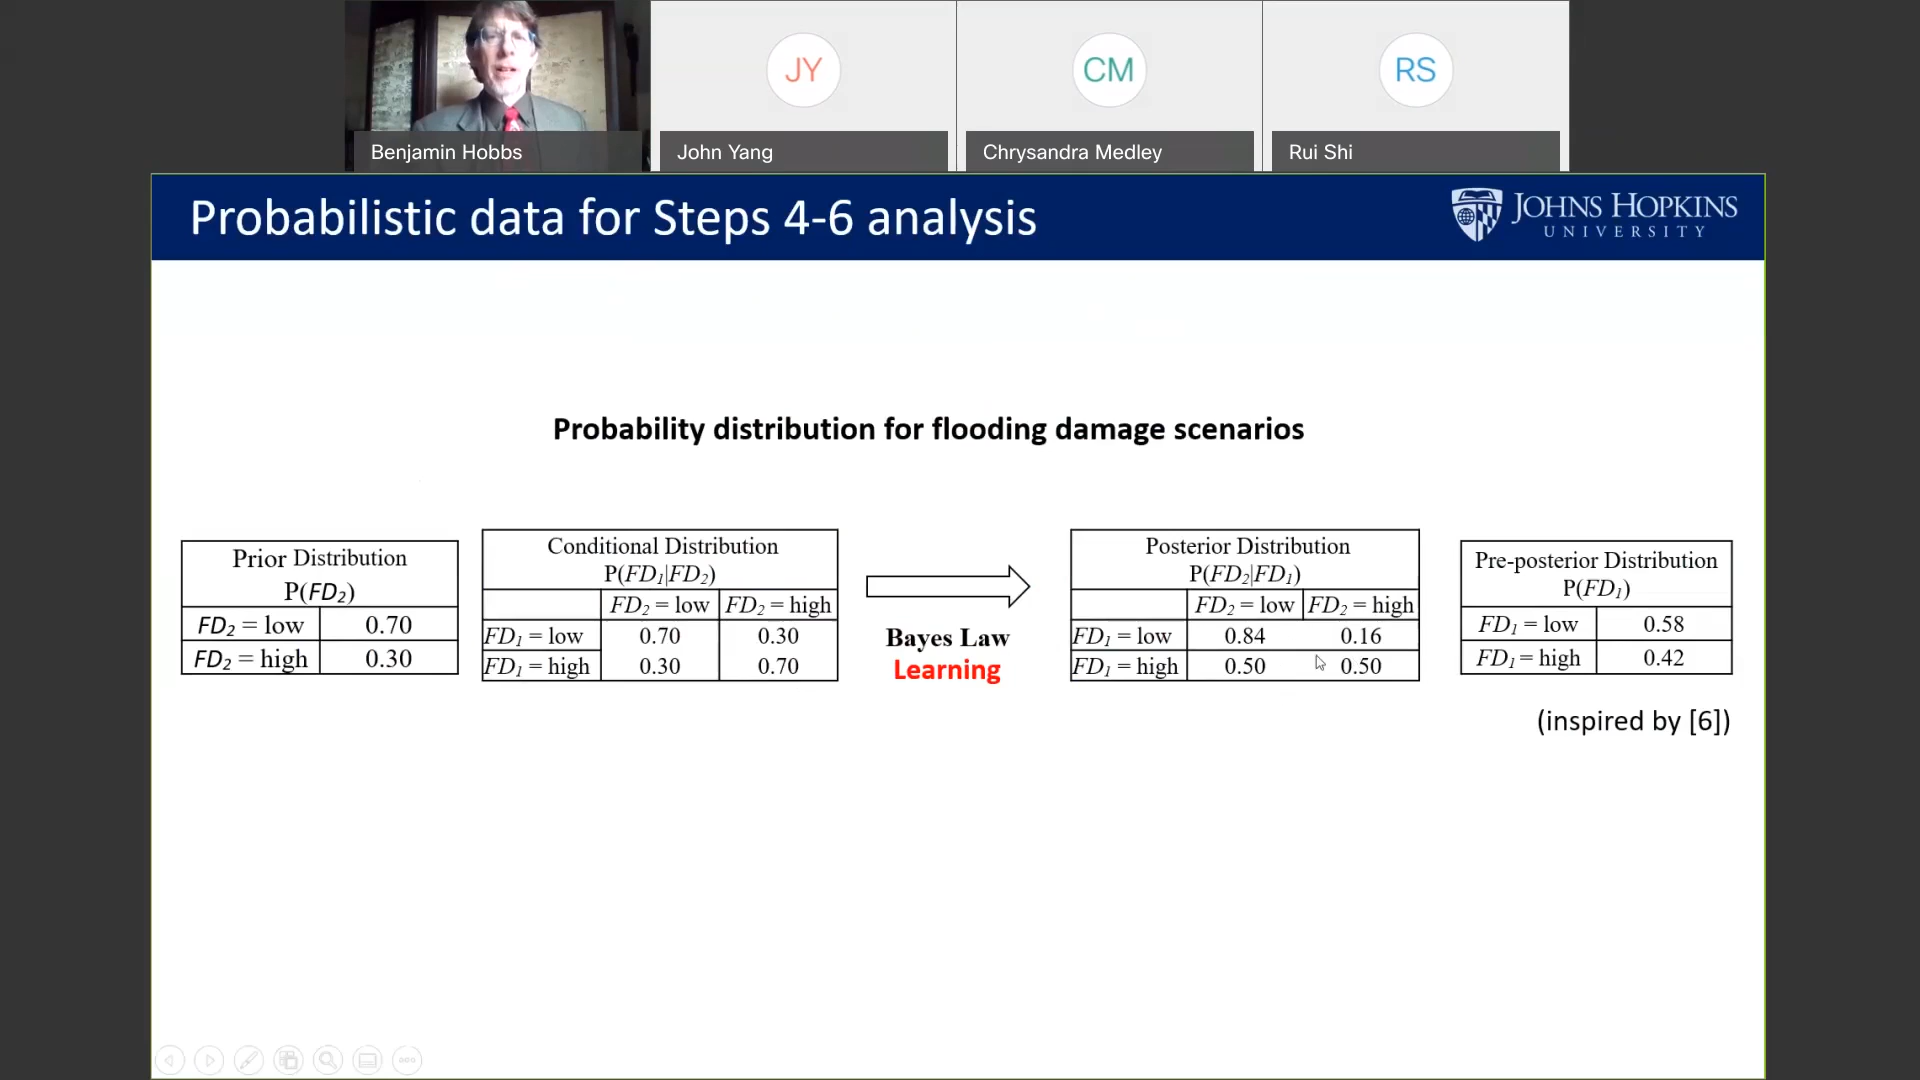 JY
CM
RS
Benjamin Hobbs
John Yang
Chrysandra Medley
Rui Shi
Probabilistic data for Steps 4-6 analysis
JOHNS HOPKINS
UNIVERSITY
Probability distribution for flooding damage scenarios
Prior Distribution
P(FD₂)
FD₂ = low 0.70
FD₂ = high 0.30
Conditional Distribution
P(FD₁|FD₂)
FD₂ = low FD₂ = high
FD₁ = low 0.70 0.30
FD₁ = high 0.30 0.70
Bayes Law
Learning
Posterior Distribution
P(FD₂|FD₁)
FD₂ = low FD₂ = high
FD₁ = low 0.84 0.16
FD₁ = high 0.50 0.50
Pre-posterior Distribution
P(FD₁)
FD₁ = low 0.58
FD₁ = high 0.42
(inspired by [6])